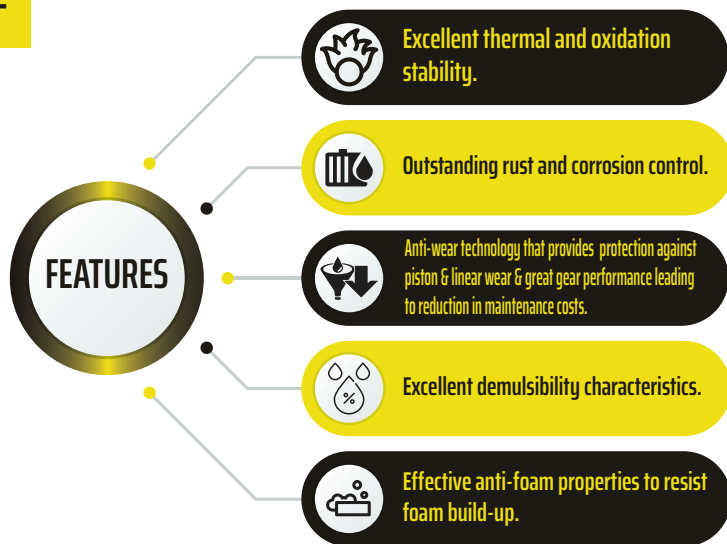 FEATURES
Excellent thermal and oxidation
stability.
Outstanding rust and corrosion control.
Anti-wear technology that provides protection against
piston & linear wear & great gear performance leading
to reduction in maintenance costs.
%
Excellent demulsibility characteristics.
Effective anti-foam properties to resist
foam build-up.